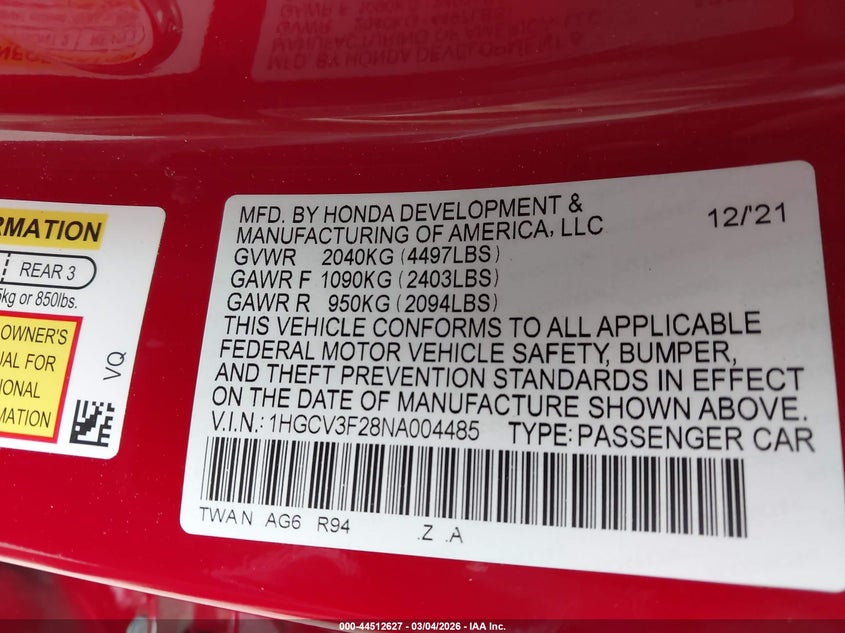 MFD. BY HONDA DEVELOPMENT &
MANUFACTURING OF AMERICA, LLC
12/'21
GVWR 2040KG (4497LBS)
GAWR F 1090KG (2403LBS)
GAWR R 950KG (2094LBS)
THIS VEHICLE CONFORMS TO ALL APPLICABLE
FEDERAL MOTOR VEHICLE SAFETY, BUMPER,
AND THEFT PREVENTION STANDARDS IN EFFECT
ON THE DATE OF MANUFACTURE SHOWN ABOVE.
V.I.N.: 1HGCV3F28NA004485 TYPE: PASSENGER CAR
TWAN AG6 R94 .Z .A
RMATION
REAR 3
kg or 850lbs.
OWNER'S
UAL FOR
IONAL
MATION
VQ
000-44512627 - 03/04/2026 - IAA Inc.